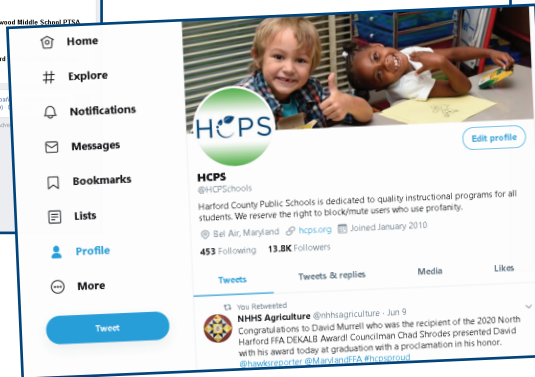 wood Middle School PTSA
Home
Explore
Notifications
Messages
Bookmarks
Lists
Profile
More
Tweet
HCPS
Edit profile
HCPS
@HCPSchools
Harford County Public Schools is dedicated to quality instructional programs for all
students. We reserve the right to block/mute users who use profanity.
Bel Air, Maryland hcps.org Joined January 2010
453 Following 13.8K Followers
Tweets Tweets & replies Media Likes
You Retweeted
NHHS Agriculture @nhhsagriculture · Jun 9
Congratulations to David Murrell who was the recipient of the 2020 North
Harford FFA DEKALB Award! Councilman Chad Shrodes presented David
with his award today at graduation with a proclamation in his honor.
@hawksreporter @MarylandFFA #hcpsproud